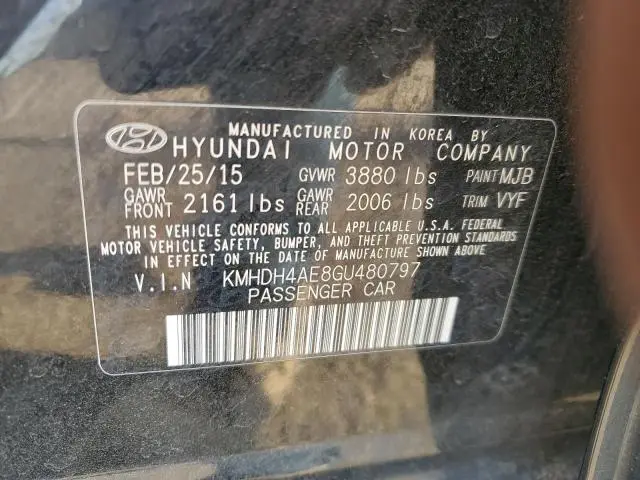 MANUFACTURED IN KOREA BY
HYUNDAI MOTOR COMPANY
FEB/25/15 GVWR 3880 lbs PAINT MJB
GAWR FRONT 2161 lbs GAWR REAR 2006 lbs TRIM VYF
THIS VEHICLE CONFORMS TO ALL APPLICABLE U.S.A. FEDERAL
MOTOR VEHICLE SAFETY, BUMPER, AND THEFT PREVENTION STANDARDS
IN EFFECT ON THE DATE OF MANUFACTURE SHOWN ABOVE
V.I.N KMHDH4AE8GU480797
PASSENGER CAR